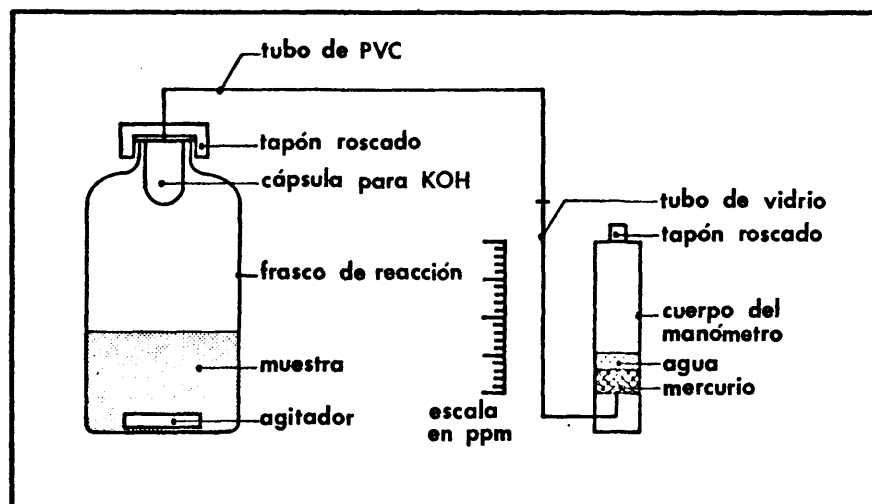 tubo de PVC
tapón roscado
cápsula para KOH
frasco de reacción
muestra
agitador
escala
en ppm
tubo de vidrio
tapón roscado
cuerpo del
manómetro
agua
mercurio